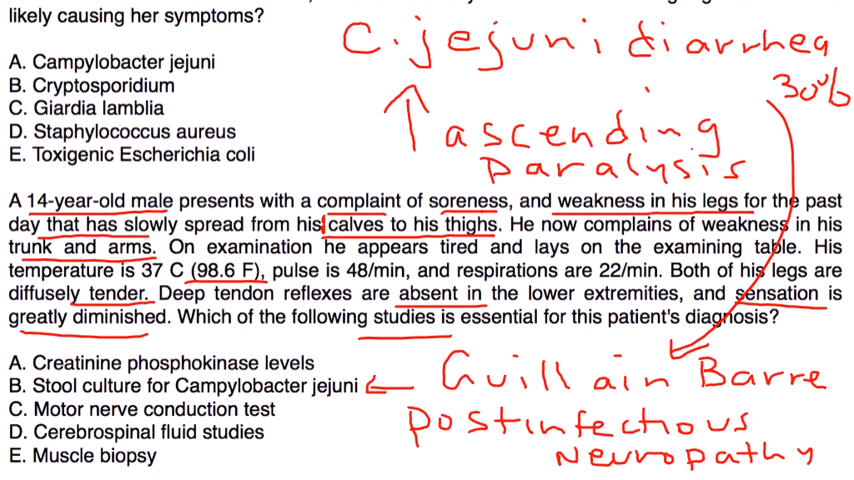 likely causing her symptoms?
C. jejuni diarrhea
30%
A. Campylobacter jejuni
B. Cryptosporidium
C. Giardia lamblia
D. Staphylococcus aureus
E. Toxigenic Escherichia coli
ascending
paralysis
A 14-year-old male presents with a complaint of soreness, and weakness in his legs for the past
day that has slowly spread from his calves to his thighs. He now complains of weakness in his
trunk and arms. On examination he appears tired and lays on the examining table. His
temperature is 37 C (98.6 F), pulse is 48/min, and respirations are 22/min. Both of his legs are
diffusely tender. Deep tendon reflexes are absent in the lower extremities, and sensation is
greatly diminished. Which of the following studies is essential for this patient's diagnosis?
A. Creatinine phosphokinase levels
B. Stool culture for Campylobacter jejuni
C. Motor nerve conduction test
D. Cerebrospinal fluid studies
E. Muscle biopsy
Guillain Barre
postinfectious
Neuropathy